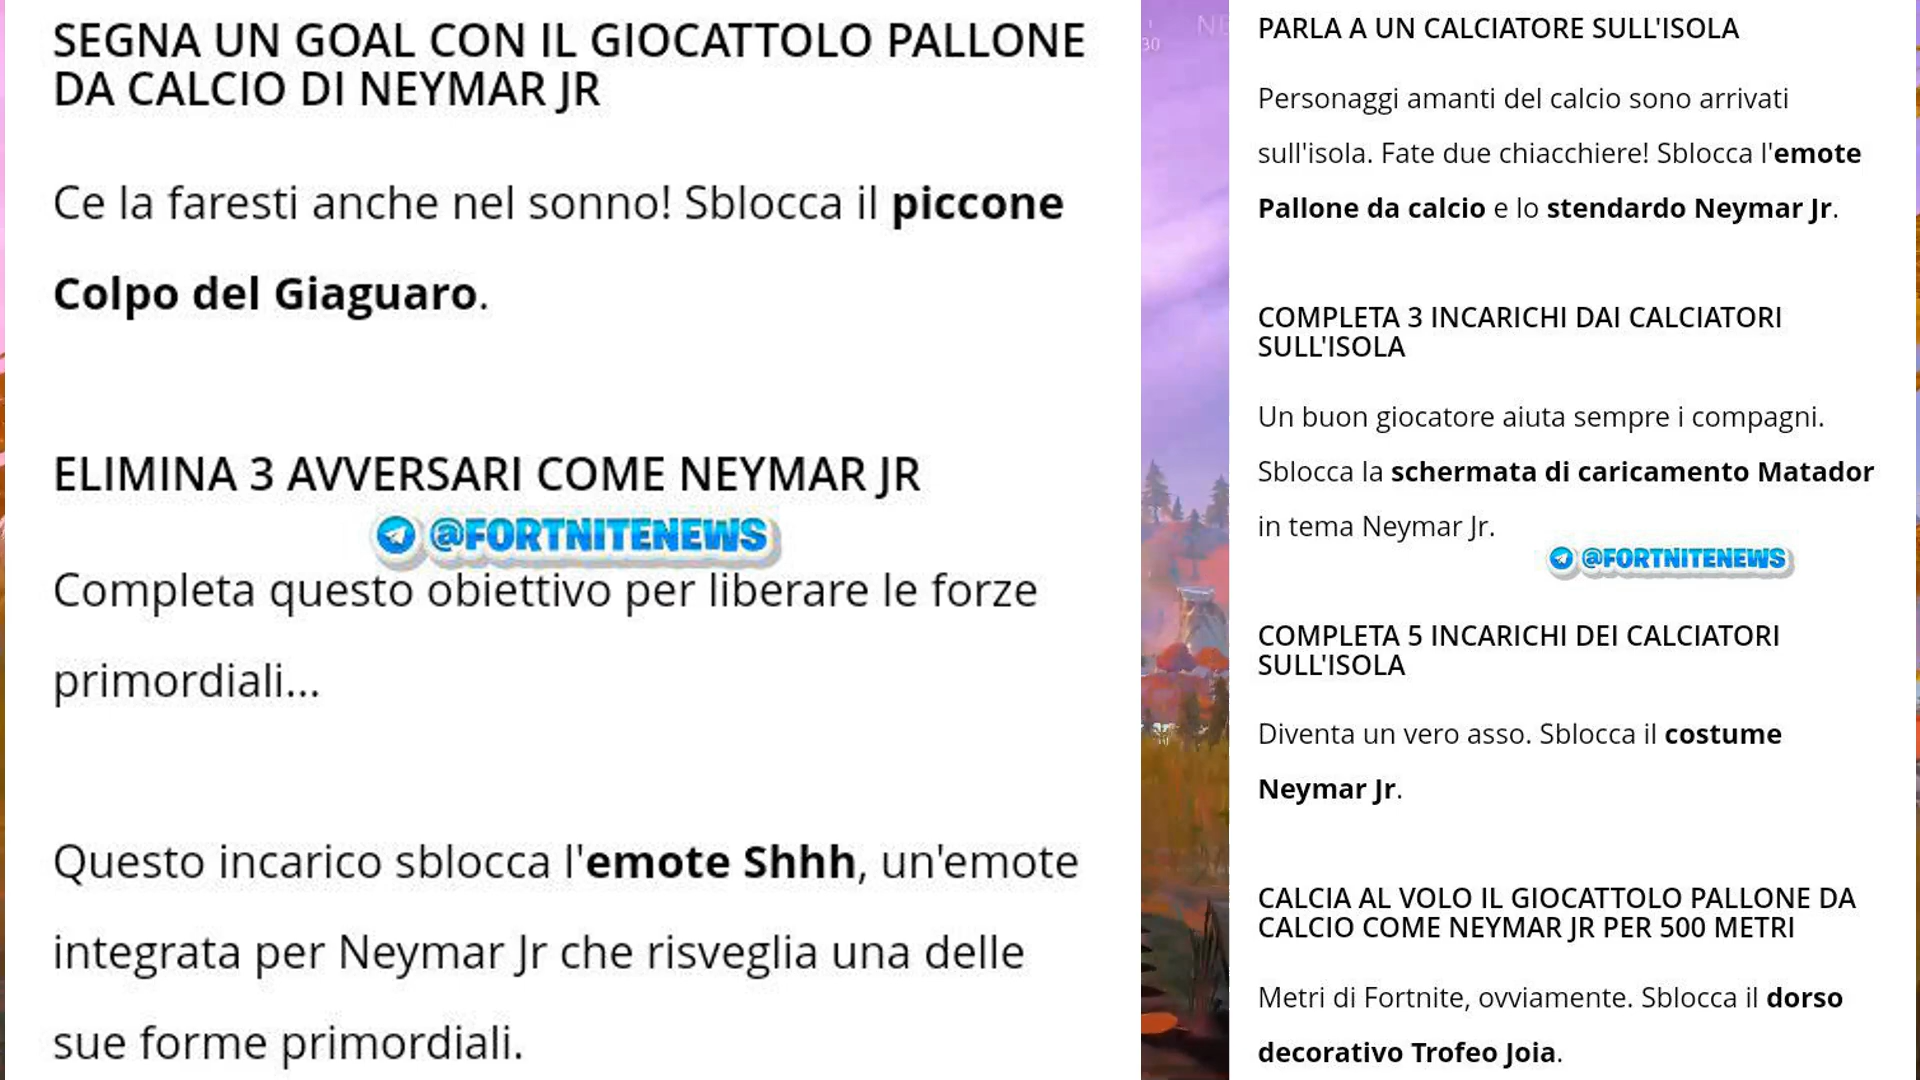 SEGNA UN GOAL CON IL GIOCATTOLO PALLONE
DA CALCIO DI NEYMAR JR
Ce la faresti anche nel sonno! Sblocca il piccone
Colpo del Giaguaro.
ELIMINA 3 AVVERSARI COME NEYMAR JR
@FORTNITENEWS
Completa questo obiettivo per liberare le forze
primordiali...
Questo incarico sblocca l'emote Shhh, un'emote
integrata per Neymar Jr che risveglia una delle
sue forme primordiali.
30
NE
PARLA A UN CALCIATORE SULL'ISOLA
Personaggi amanti del calcio sono arrivati
sull'isola. Fate due chiacchiere! Sblocca l'emote
Pallone da calcio e lo stendardo Neymar Jr.
COMPLETA 3 INCARICHI DAI CALCIATORI
SULL'ISOLA
Un buon giocatore aiuta sempre i compagni.
Sblocca la schermata di caricamento Matador
in tema Neymar Jr.
@FORTNITENEWS
COMPLETA 5 INCARICHI DEI CALCIATORI
SULL'ISOLA
Diventa un vero asso. Sblocca il costume
Neymar Jr.
CALCIA AL VOLO IL GIOCATTOLO PALLONE DA
CALCIO COME NEYMAR JR PER 500 METRI
Metri di Fortnite, ovviamente. Sblocca il dorso
decorativo Trofeo Joia.